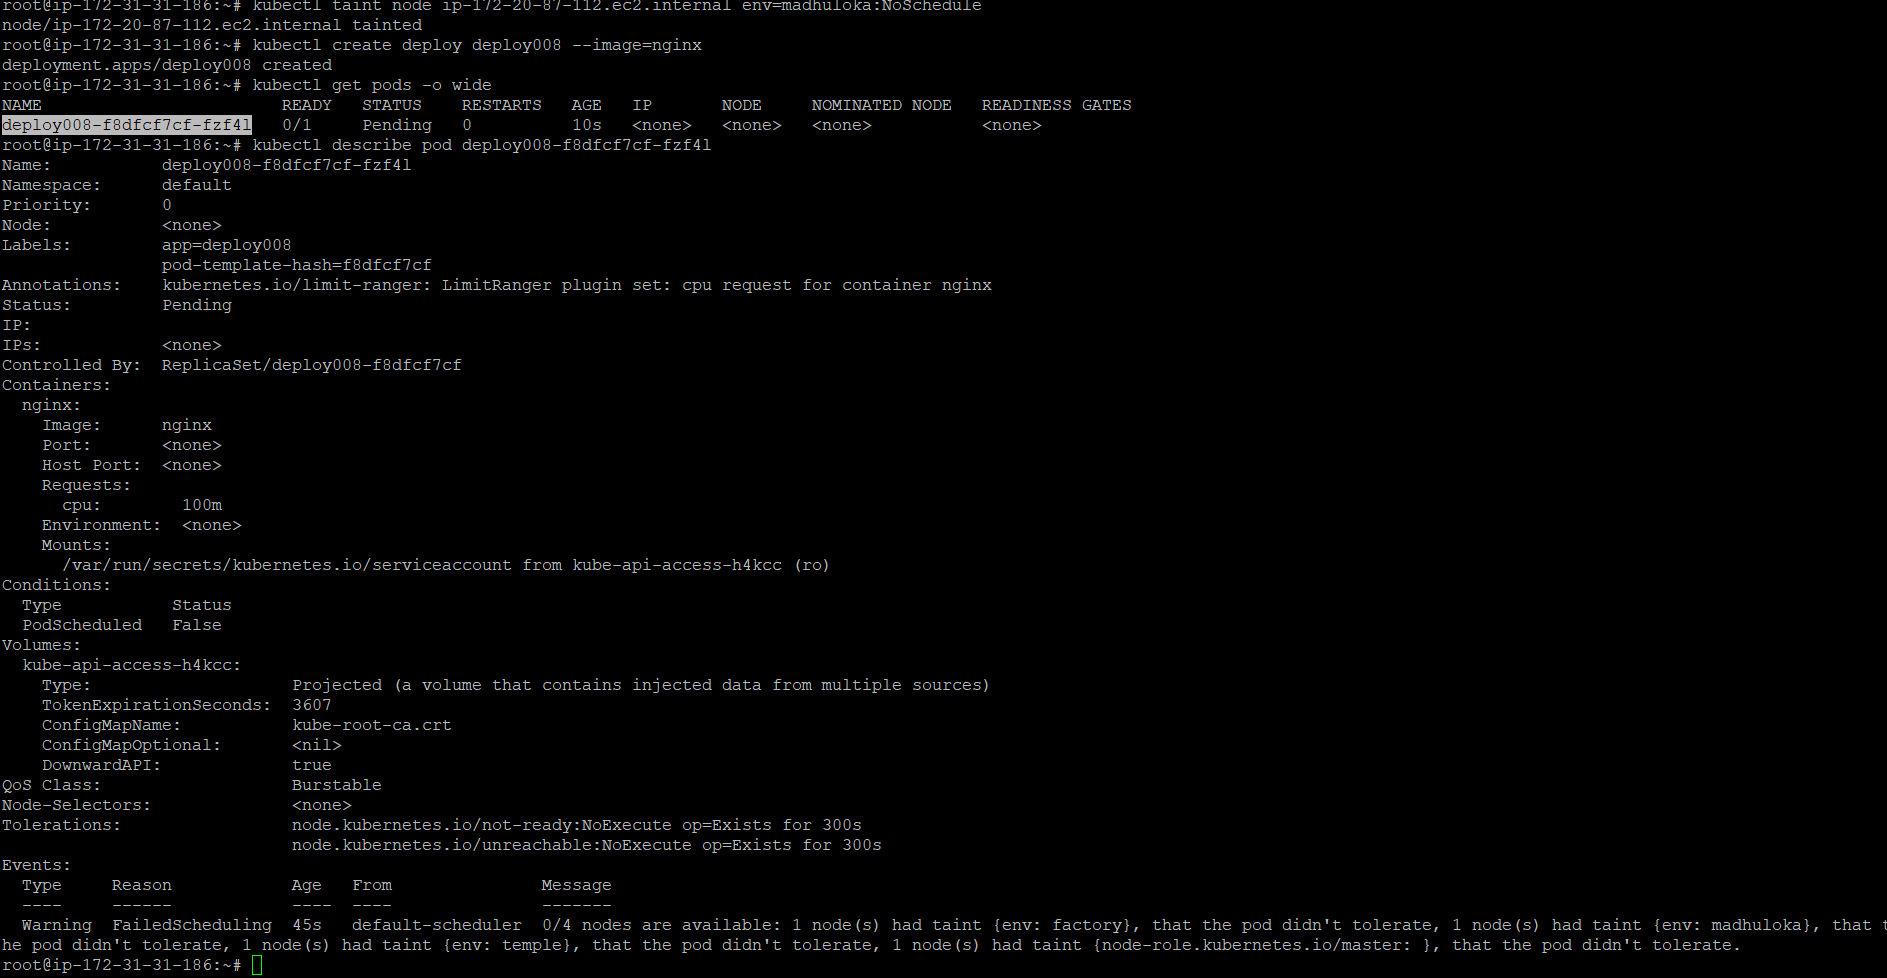 root@ip-172-31-31-186:~# kubectl taint node ip-172-20-87-112.ec2.internal env=madhuloka:NoSchedule
node/ip-172-20-87-112.ec2.internal tainted
root@ip-172-31-31-186:~# kubectl create deploy deploy008 --image=nginx
deployment.apps/deploy008 created
root@ip-172-31-31-186:~# kubectl get pods -o wide
NAME                        READY   STATUS    RESTARTS   AGE   IP       NODE     NOMINATED NODE   READINESS GATES
deploy008-f8dfcf7cf-fzf4l   0/1     Pending   0          10s   <none>   <none>   <none>           <none>
root@ip-172-31-31-186:~# kubectl describe pod deploy008-f8dfcf7cf-fzf4l
Name:           deploy008-f8dfcf7cf-fzf4l
Namespace:      default
Priority:       0
Node:           <none>
Labels:         app=deploy008
                pod-template-hash=f8dfcf7cf
Annotations:    kubernetes.io/limit-ranger: LimitRanger plugin set: cpu request for container nginx
Status:         Pending
IP:
IPs:            <none>
Controlled By:  ReplicaSet/deploy008-f8dfcf7cf
Containers:
  nginx:
    Image:      nginx
    Port:       <none>
    Host Port:  <none>
    Requests:
      cpu:        100m
    Environment:  <none>
    Mounts:
      /var/run/secrets/kubernetes.io/serviceaccount from kube-api-access-h4kcc (ro)
Conditions:
  Type           Status
  PodScheduled   False
Volumes:
  kube-api-access-h4kcc:
    Type:                    Projected (a volume that contains injected data from multiple sources)
    TokenExpirationSeconds:  3607
    ConfigMapName:           kube-root-ca.crt
    ConfigMapOptional:       <nil>
    DownwardAPI:             true
QoS Class:                   Burstable
Node-Selectors:              <none>
Tolerations:                 node.kubernetes.io/not-ready:NoExecute op=Exists for 300s
                             node.kubernetes.io/unreachable:NoExecute op=Exists for 300s
Events:
  Type     Reason            Age   From               Message
  ----     ------            ----  ----               -------
  Warning  FailedScheduling  45s   default-scheduler  0/4 nodes are available: 1 node(s) had taint {env: factory}, that the pod didn't tolerate, 1 node(s) had taint {env: madhuloka}, that t
he pod didn't tolerate, 1 node(s) had taint {env: temple}, that the pod didn't tolerate, 1 node(s) had taint {node-role.kubernetes.io/master: }, that the pod didn't tolerate.
root@ip-172-31-31-186:~#